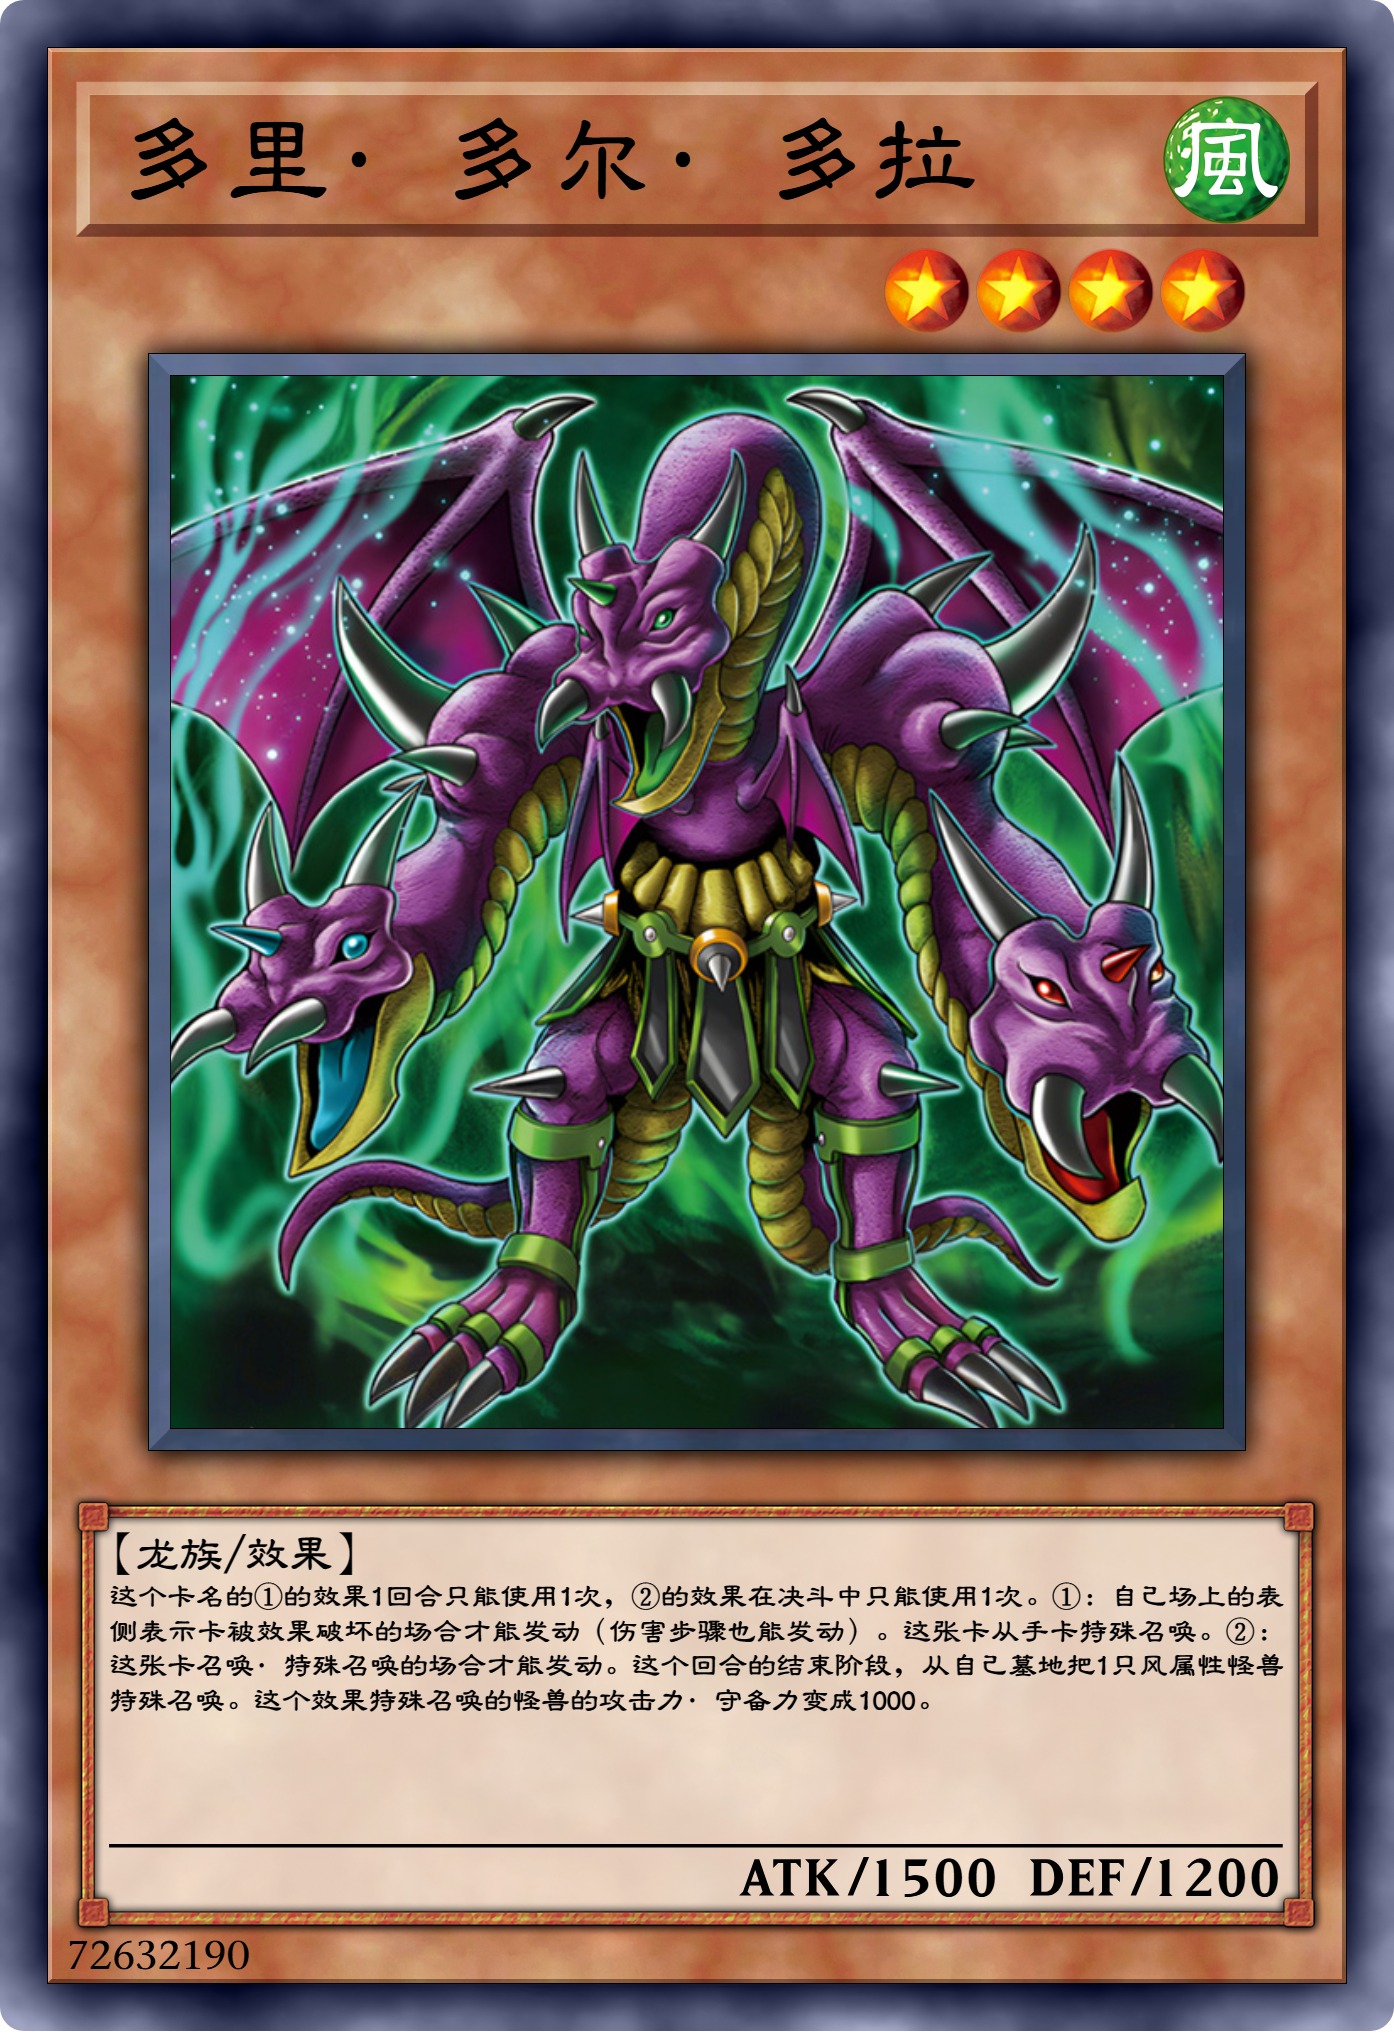 多里·多尔·多拉
風
【龙族/效果】
这个卡名的①的效果1回合只能使用1次，②的效果在决斗中只能使用1次。①：自己场上的表
侧表示卡被效果破坏的场合才能发动（伤害步骤也能发动）。这张卡从手卡特殊召唤。②：
这张卡召唤·特殊召唤的场合才能发动。这个回合的结束阶段，从自己墓地把1只风属性怪兽
特殊召唤。这个效果特殊召唤的怪兽的攻击力·守备力变成1000。
ATK/1500 DEF/1200
72632190